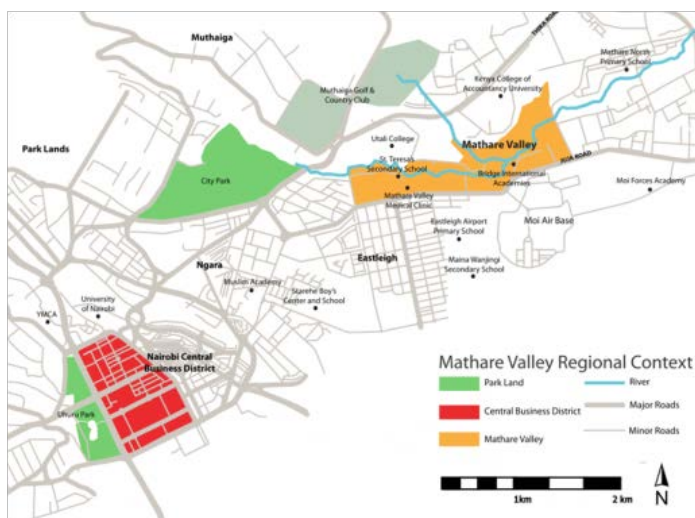 Muthaiga
THIKA ROAD
Mathare North
Primary School
Muthaiga Golf &
Country Club
Kenya College of
Accountancy University
Utali College
Mathare Valley
Park Lands
St. Teresa's
Secondary School
JUJA ROAD
City Park
Bridge International
Academies
Moi Forces Academy
Mathare Valley
Medical Clinic
Eastleigh Airport
Primary School
Moi Air Base
Ngara
Eastleigh
Maina Wanjingi
Secondary School
Muslim Academy
Starehe Boy's
Center and School
University
of Nairobi
YMCA
Nairobi Central
Business District
Uhuru Park
Mathare Valley Regional Context
Park Land
River
Central Business District
Major Roads
Mathare Valley
Minor Roads
1km
2 km
N